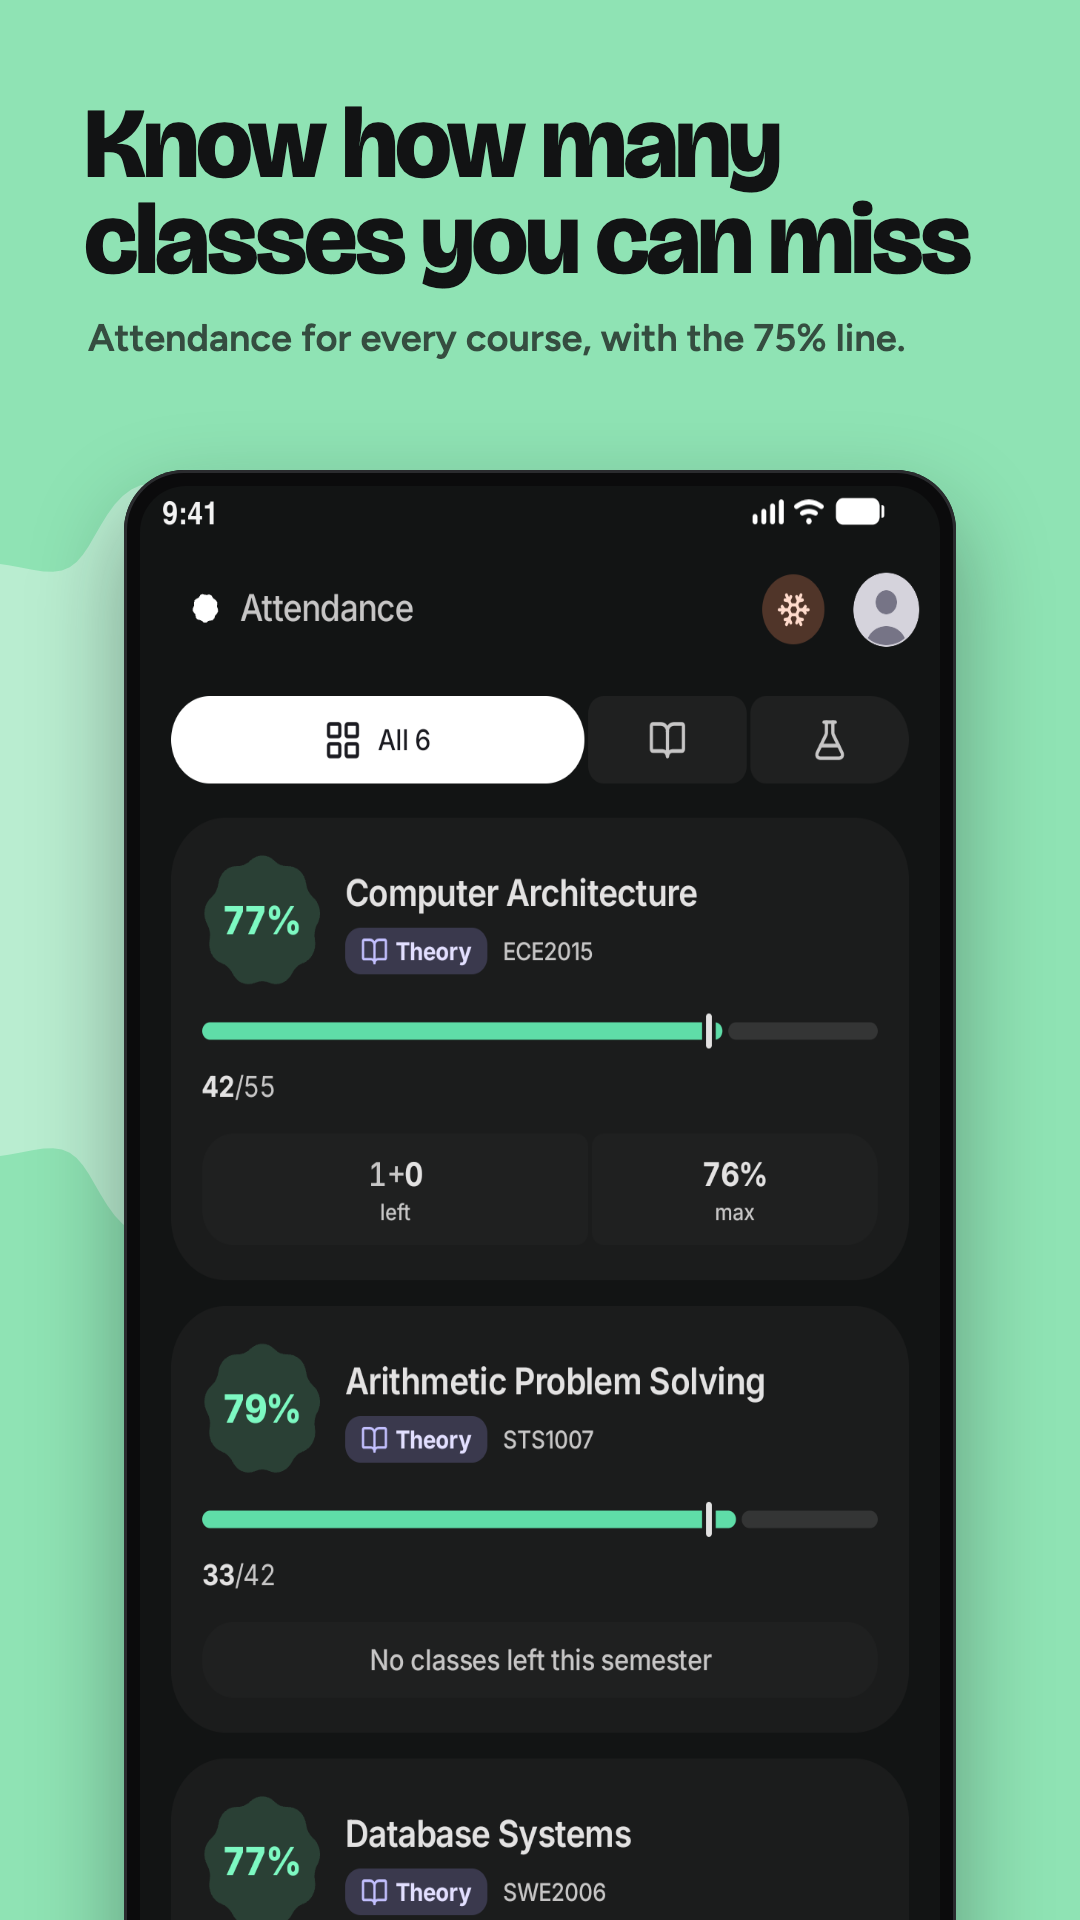 Know how many
classes you can miss
Attendance for every course, with the 75% line.
9:41
Attendance
All 6
77%
Computer Architecture
Theory ECE2015
42/55
1+0
left
76%
max
79%
Arithmetic Problem Solving
Theory STS1007
33/42
No classes left this semester
77%
Database Systems
Theory SWE2006